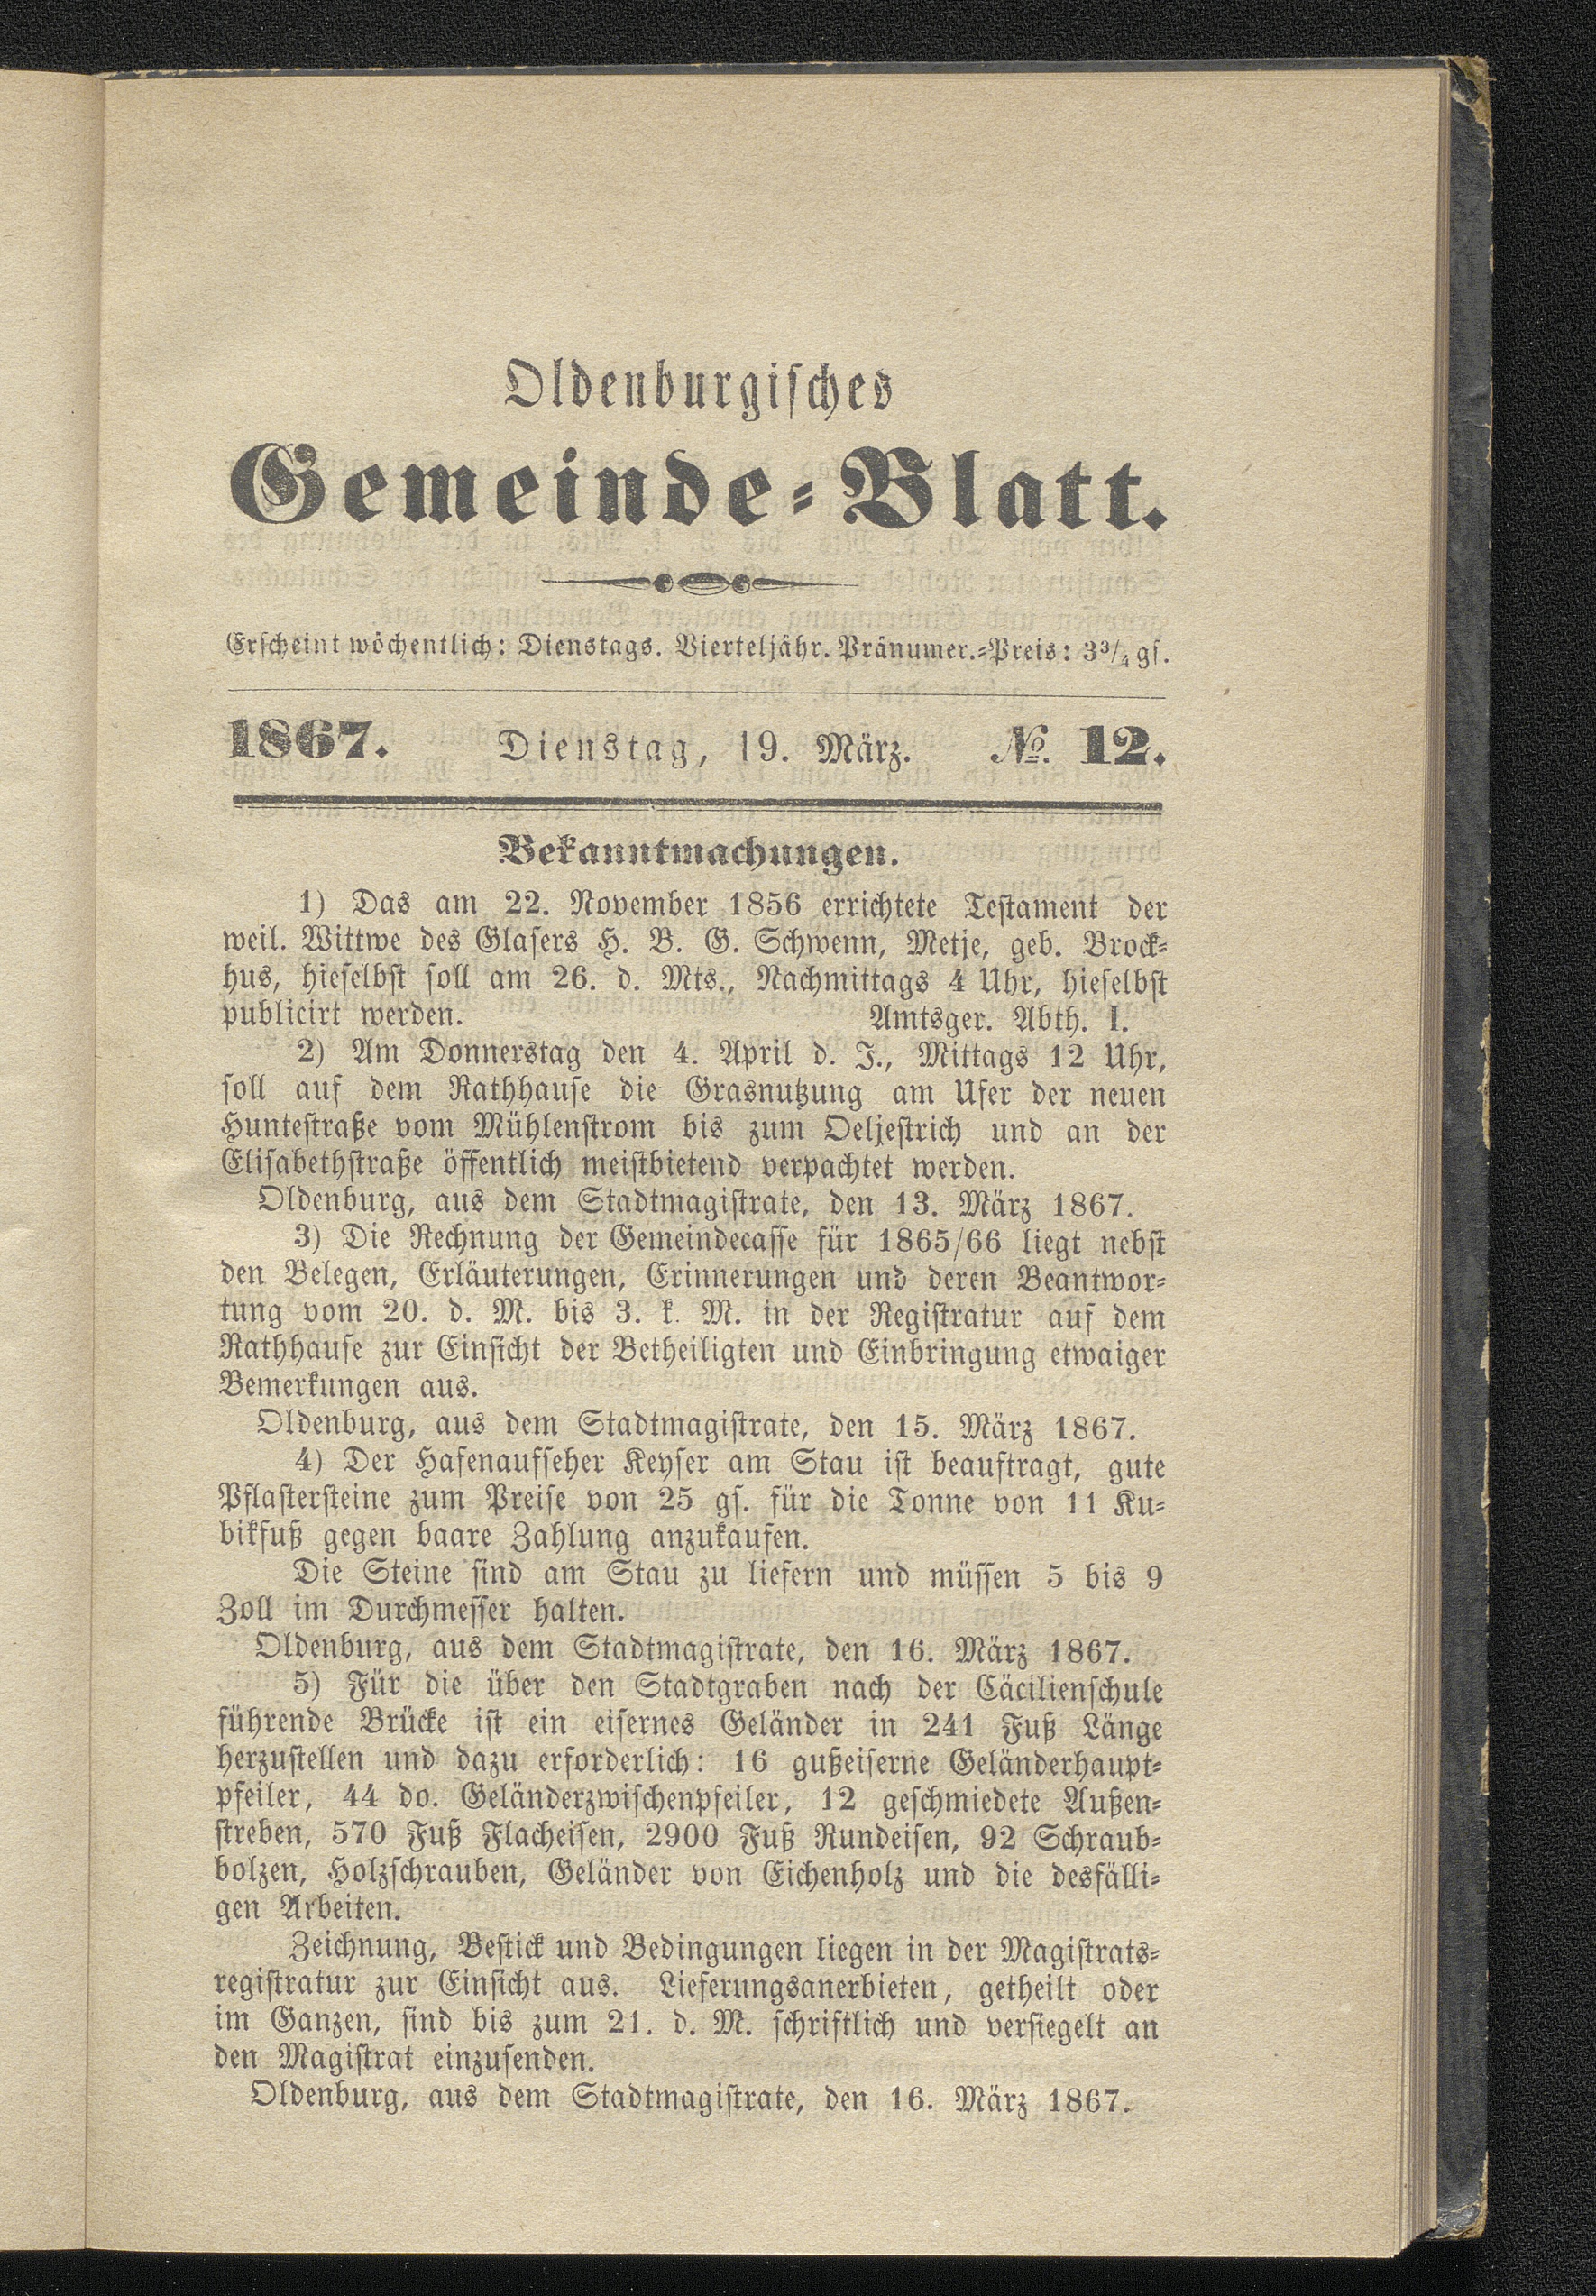 Oldenburgisches
Gemeinde-Blatt.
Erscheint wöchentlich: Dienstags. Vierteljähr. Pränumer.-Preis: 3¾ gs.
1867. Dienstag, 19. März. № 12.
Bekanntmachungen.
1) Das am 22. November 1856 errichtete Testament der
weil. Wittwe des Glasers H. B. G. Schwenn, Metje, geb. Brock-
hus, hieselbst soll am 26. d. Mts., Nachmittags 4 Uhr, hieselbst
publicirt werden. Amtsger. Abth. I.
2) Am Donnerstag den 4. April d. J., Mittags 12 Uhr,
soll auf dem Rathhause die Grasnutzung am Ufer der neuen
Huntestraße vom Mühlenstrom bis zum Oeljestrich und an der
Elisabethstraße öffentlich meistbietend verpachtet werden.
Oldenburg, aus dem Stadtmagistrate, den 13. März 1867.
3) Die Rechnung der Gemeindecasse für 1865/66 liegt nebst
den Belegen, Erläuterungen, Erinnerungen und deren Beantwor-
tung vom 20. d. M. bis 3. k. M. in der Registratur auf dem
Rathhause zur Einsicht der Betheiligten und Einbringung etwaiger
Bemerkungen aus.
Oldenburg, aus dem Stadtmagistrate, den 15. März 1867.
4) Der Hafenaufseher Keyser am Stau ist beauftragt, gute
Pflastersteine zum Preise von 25 gs. für die Tonne von 11 Ku-
bikfuß gegen baare Zahlung anzukaufen.
Die Steine sind am Stau zu liefern und müssen 5 bis 9
Zoll im Durchmesser halten.
Oldenburg, aus dem Stadtmagistrate, den 16. März 1867.
5) Für die über den Stadtgraben nach der Cäcilienschule
führende Brücke ist ein eisernes Geländer in 241 Fuß Länge
herzustellen und dazu erforderlich: 16 gußeiserne Geländerhaupt-
pfeiler, 44 do. Geländerzwischenpfeiler, 12 geschmiedete Außen-
streben, 570 Fuß Flacheisen, 2900 Fuß Rundeisen, 92 Schraub-
bolzen, Holzschrauben, Geländer von Eichenholz und die desfälli-
gen Arbeiten.
Zeichnung, Bestick und Bedingungen liegen in der Magistrats-
registratur zur Einsicht aus. Lieferungsanerbieten, getheilt oder
im Ganzen, sind bis zum 21. d. M. schriftlich und versiegelt an
den Magistrat einzusenden.
Oldenburg, aus dem Stadtmagistrate, den 16. März 1867.